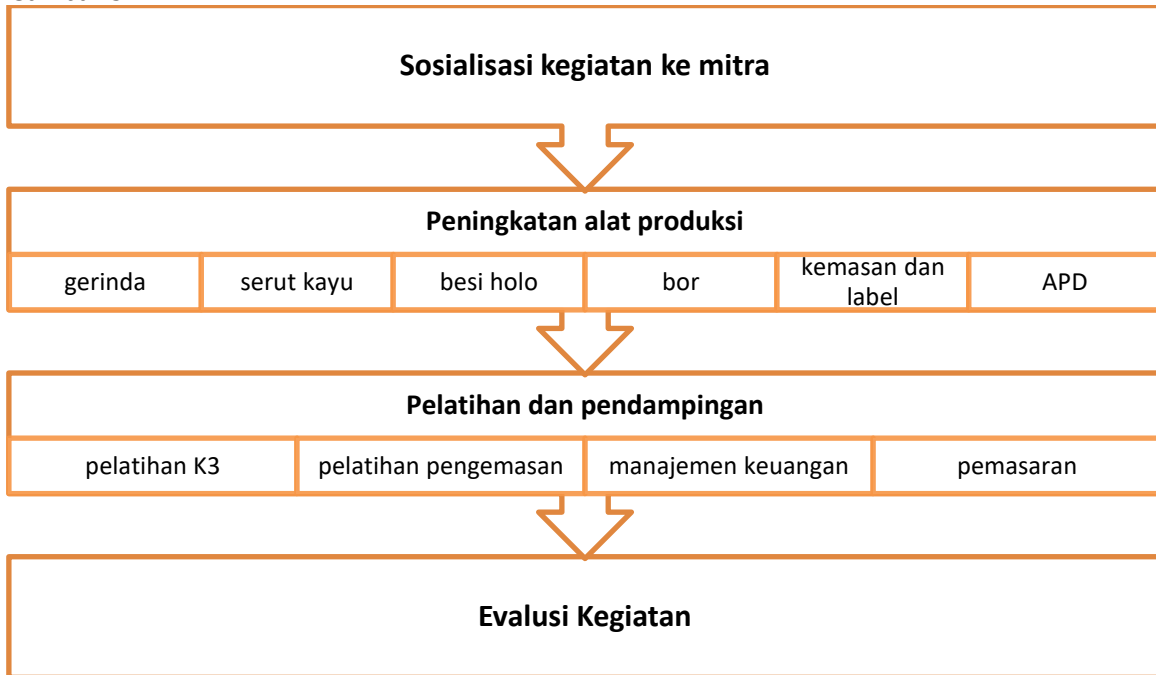 Sosialisasi kegiatan ke mitra
Peningkatan alat produksi
gerinda
serut kayu
besi holo
bor
kemasan dan
label
APD
Pelatihan dan pendampingan
pelatihan K3
pelatihan pengemasan
manajemen keuangan
pemasaran
Evalusi Kegiatan